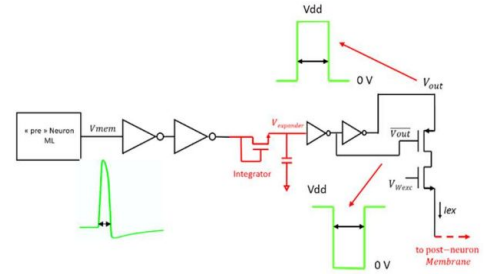 Vdd
0 V
Vout
« pre » Neuron
ML
Vmem
Vexpander
Vout
Integrator
VWexc
Vdd
Iex
0 V
to post−neuron
Membrane